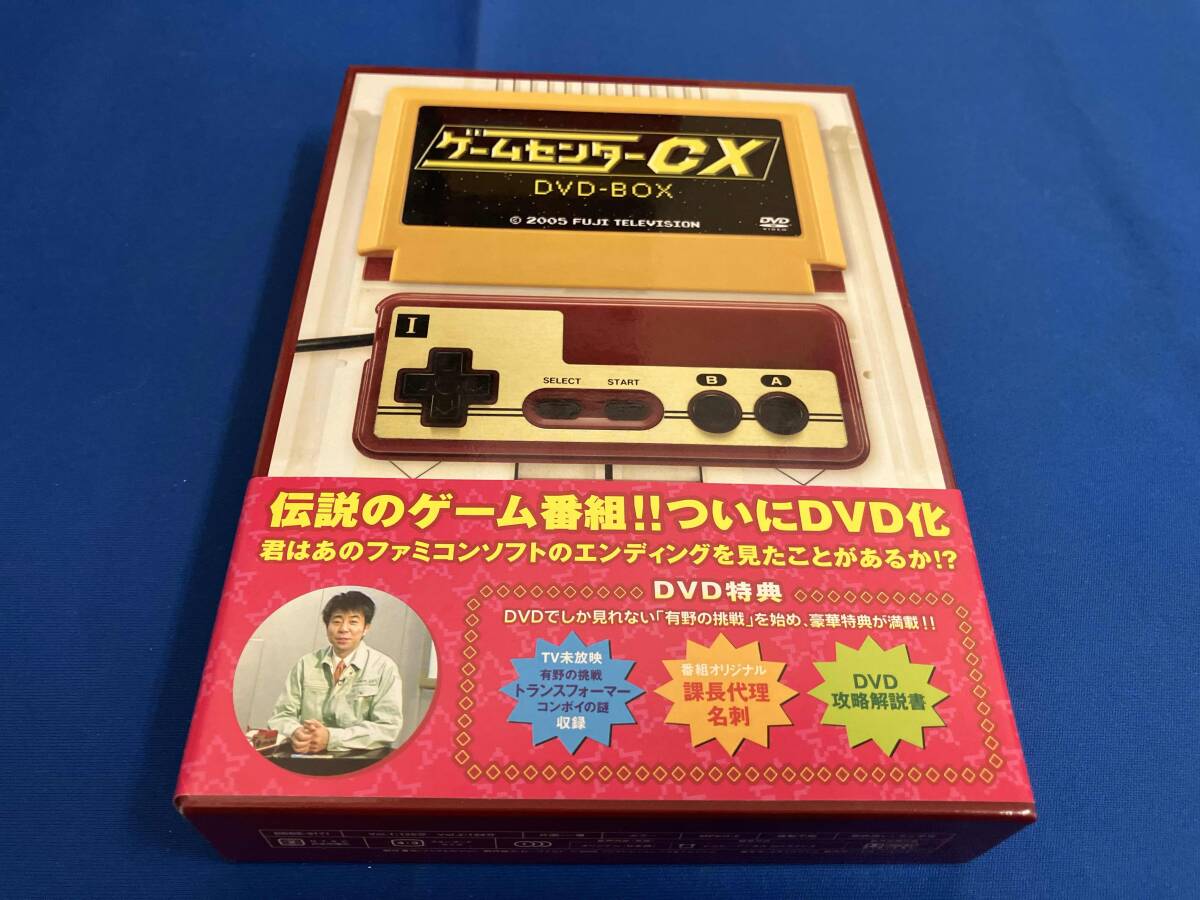 ゲームセンターCX
DVD-BOX
© 2005 FUJI TELEVISION
DVD
VIDEO
I
SELECT
START
B
A
伝説のゲーム番組!!ついにDVD化
君はあのファミコンソフトのエンディングを見たことがあるか!?
DVD特典
DVDでしか見れない「有野の挑戦」を始め、豪華特典が満載!!
TV未放映
有野の挑戦
トランスフォーマー
コンボイの謎
収録
番組オリジナル
課長代理
名刺
DVD
攻略解説書